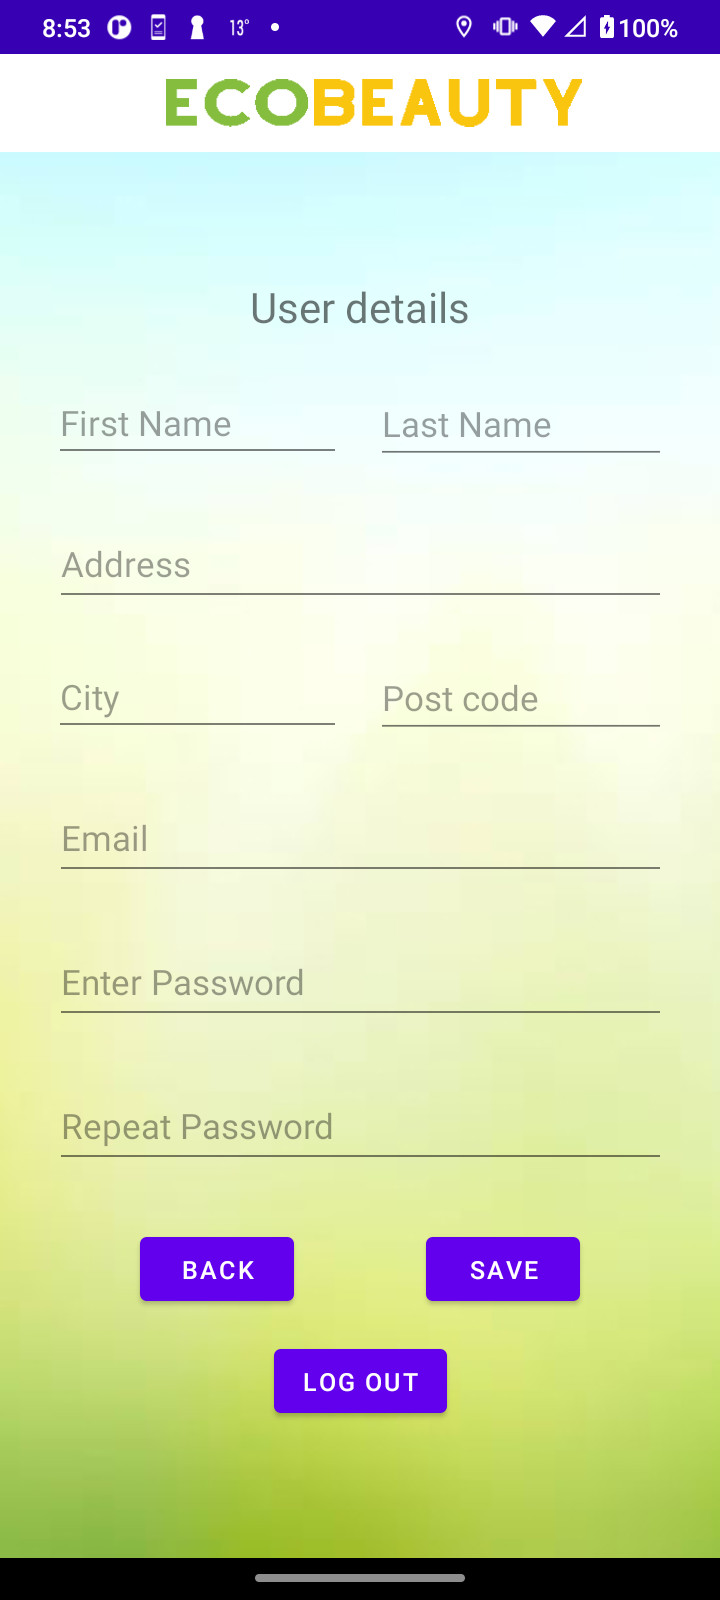 8:53 13° 100%
ECOBEAUTY
User details
First Name Last Name
Address
City Post code
Email
Enter Password
Repeat Password
BACK SAVE
LOG OUT